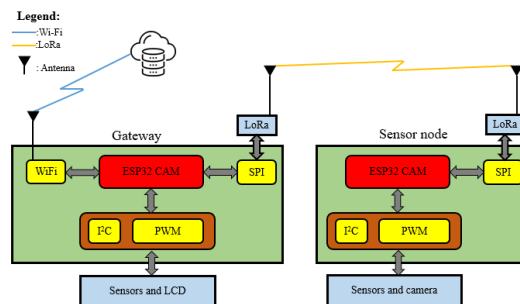 Legend:
:Wi-Fi
:LoRa
: Antenna
LoRa
LoRa
Gateway
Sensor node
WiFi
ESP32 CAM
SPI
ESP32 CAM
SPI
I²C
PWM
I²C
PWM
Sensors and LCD
Sensors and camera